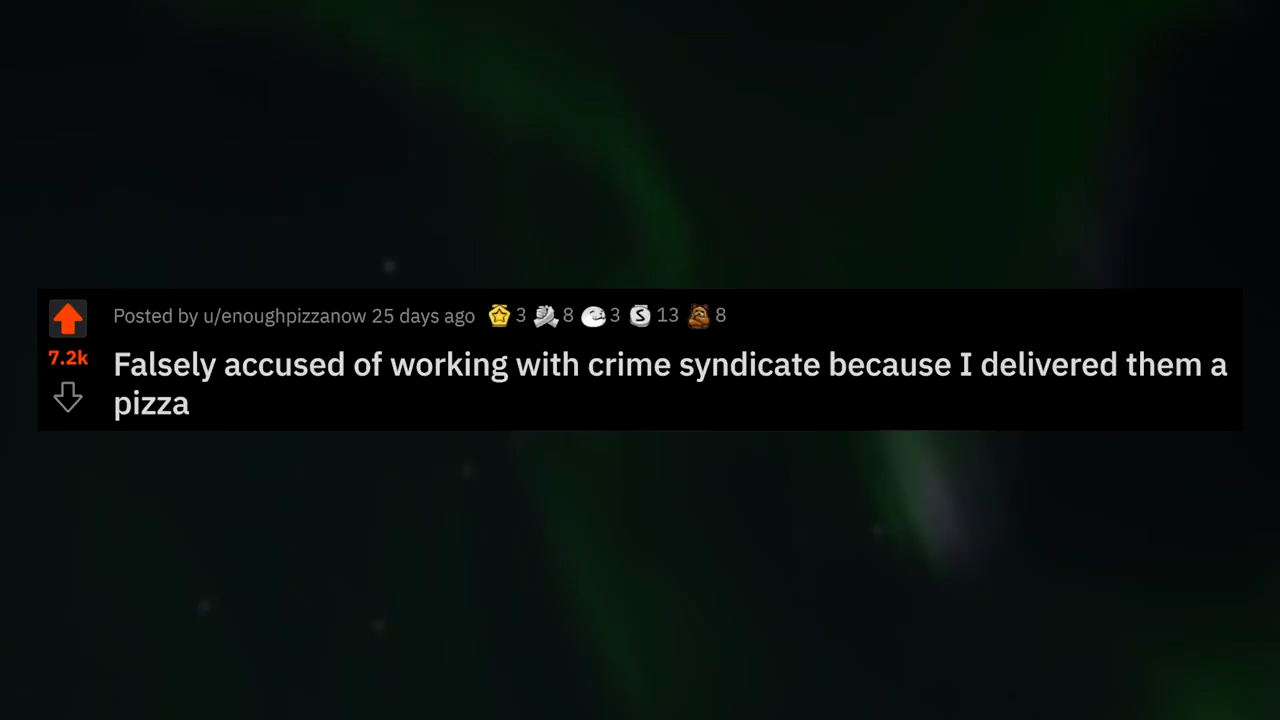 Posted by u/enoughpizzanow 25 days ago 3 8 3 S 13 8
7.2k
Falsely accused of working with crime syndicate because I delivered them a
pizza